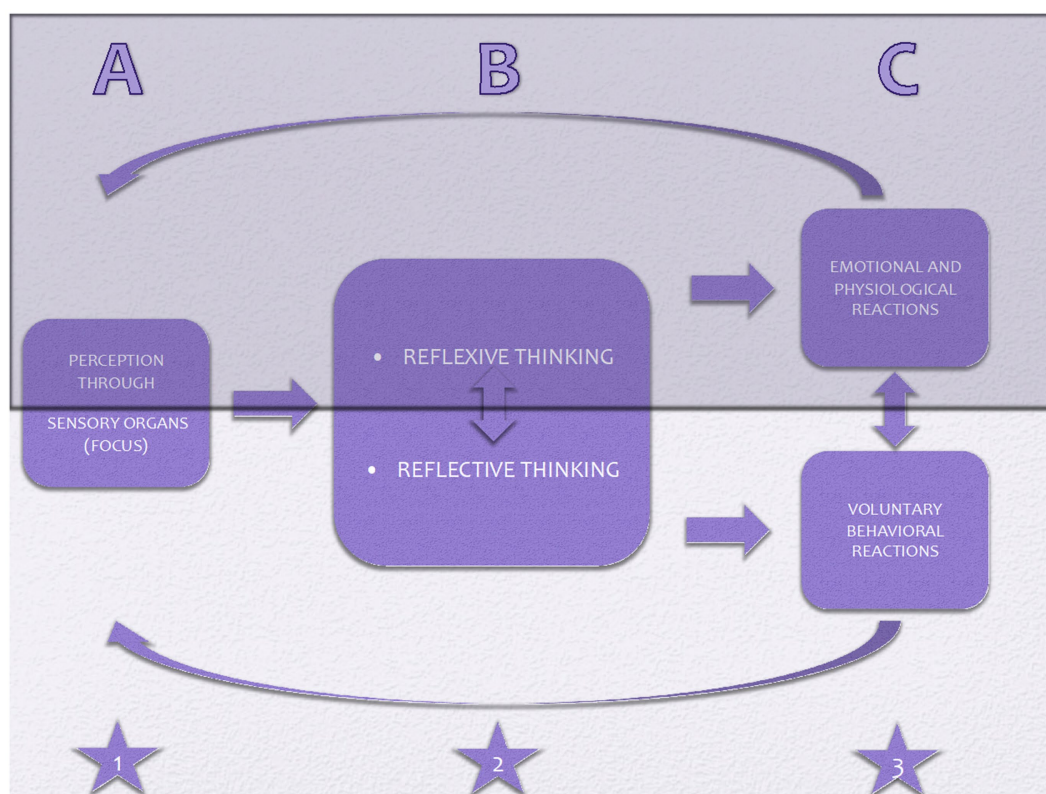 A
B
C
PERCEPTION
THROUGH
SENSORY ORGANS
(FOCUS)
• REFLEXIVE THINKING
• REFLECTIVE THINKING
EMOTIONAL AND
PHYSIOLOGICAL
REACTIONS
VOLUNTARY
BEHAVIORAL
REACTIONS
1
2
3